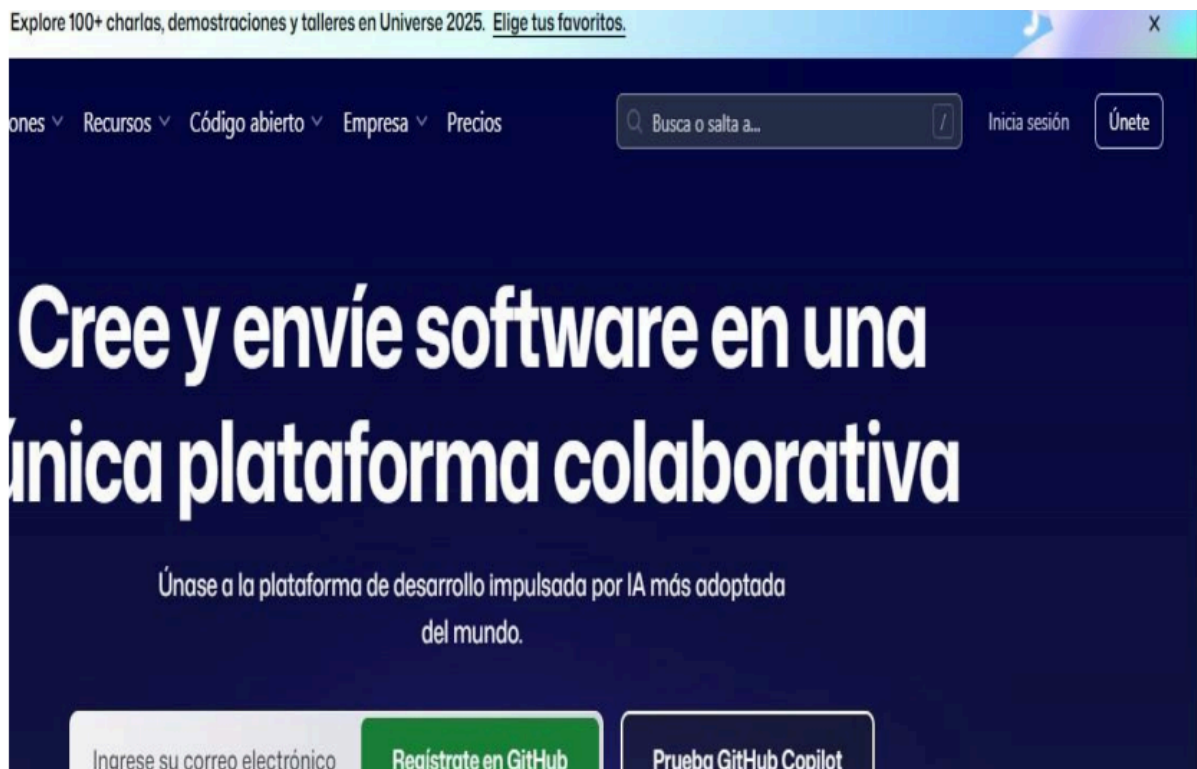 Explore 100+ charlas, demostraciones y talleres en Universe 2025. Elige tus favoritos. X
ones Recursos Código abierto Empresa Precios Busca o salta a... / Inicia sesión Únete
Cree y envíe software en una
única plataforma colaborativa
Únase a la plataforma de desarrollo impulsada por IA más adoptada
del mundo.
Ingrese su correo electrónico Regístrate en GitHub Prueba GitHub Copilot